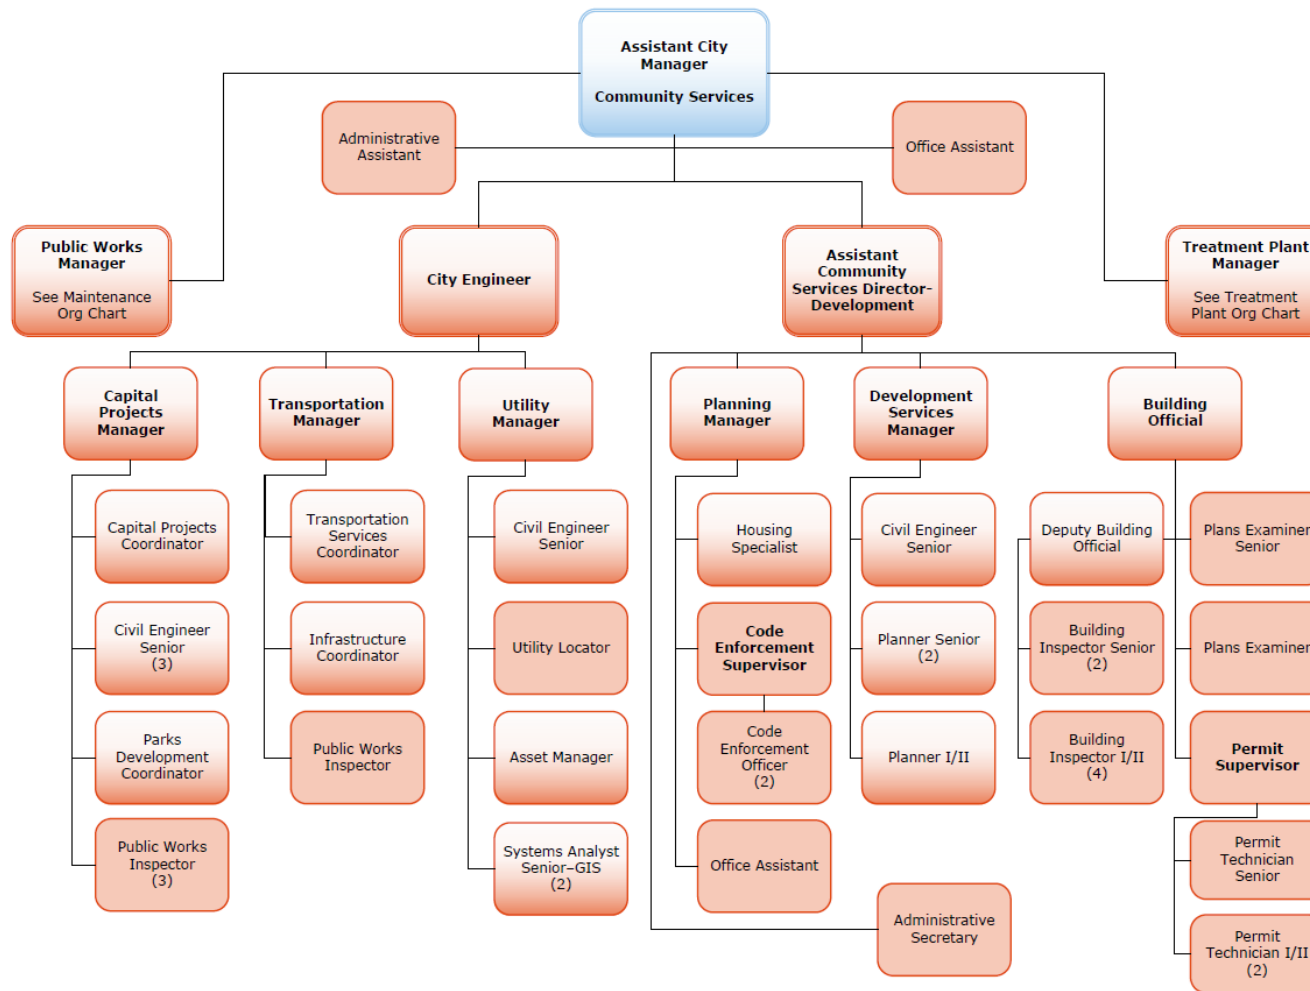 Assistant City
Manager
Community Services
Administrative
Assistant
Office Assistant
Public Works
Manager
See Maintenance
Org Chart
City Engineer
Assistant
Community
Services Director-
Development
Treatment Plant
Manager
See Treatment
Plant Org Chart
Capital
Projects
Manager
Transportation
Manager
Utility
Manager
Planning
Manager
Development
Services
Manager
Building
Official
Capital Projects
Coordinator
Transportation
Services
Coordinator
Civil Engineer
Senior
Housing
Specialist
Civil Engineer
Senior
Deputy Building
Official
Plans Examiner
Senior
Civil Engineer
Senior
(3)
Infrastructure
Coordinator
Utility Locator
Code
Enforcement
Supervisor
Planner Senior
(2)
Building
Inspector Senior
(2)
Plans Examiner
Parks
Development
Coordinator
Public Works
Inspector
Asset Manager
Code
Enforcement
Officer
(2)
Planner I/II
Building
Inspector I/II
(4)
Permit
Supervisor
Public Works
Inspector
(3)
Systems Analyst
Senior–GIS
(2)
Office Assistant
Permit
Technician
Senior
Administrative
Secretary
Permit
Technician I/II
(2)